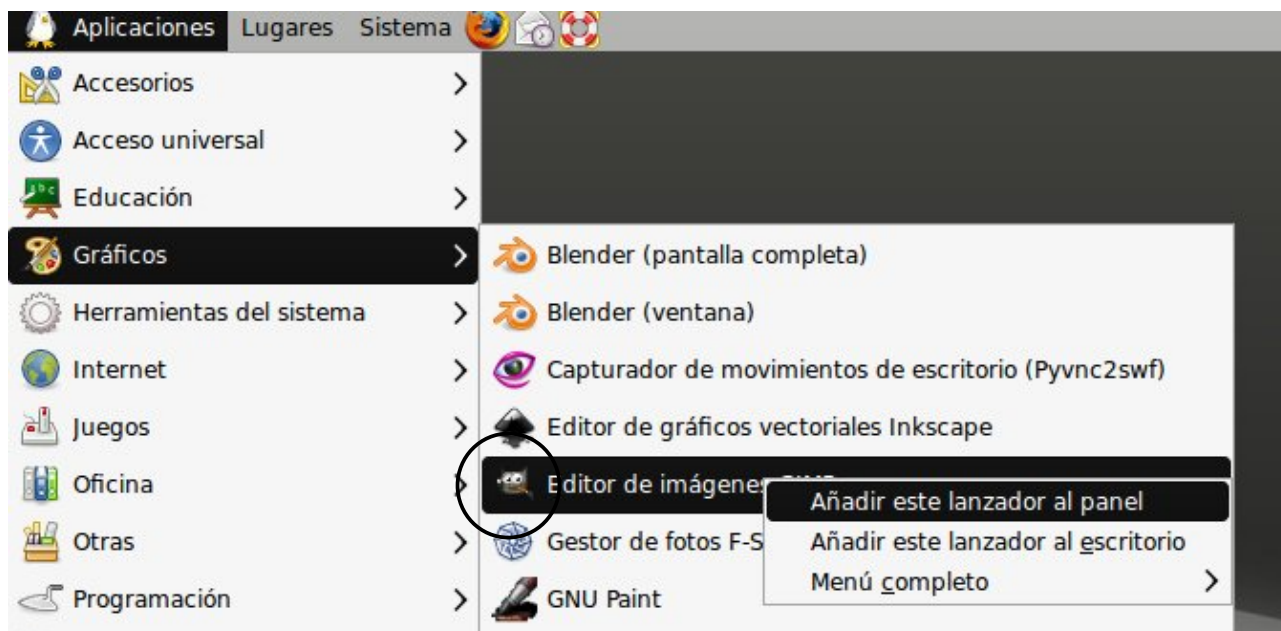 Aplicaciones Lugares Sistema
Accesorios
Acceso universal
Educación
Gráficos
Herramientas del sistema
Internet
Juegos
Oficina
Otras
Programación
Blender (pantalla completa)
Blender (ventana)
Capturador de movimientos de escritorio (Pyvnc2swf)
Editor de gráficos vectoriales Inkscape
Editor de imágenes
Gestor de fotos F-S
GNU Paint
Añadir este lanzador al panel
Añadir este lanzador al escritorio
Menú completo